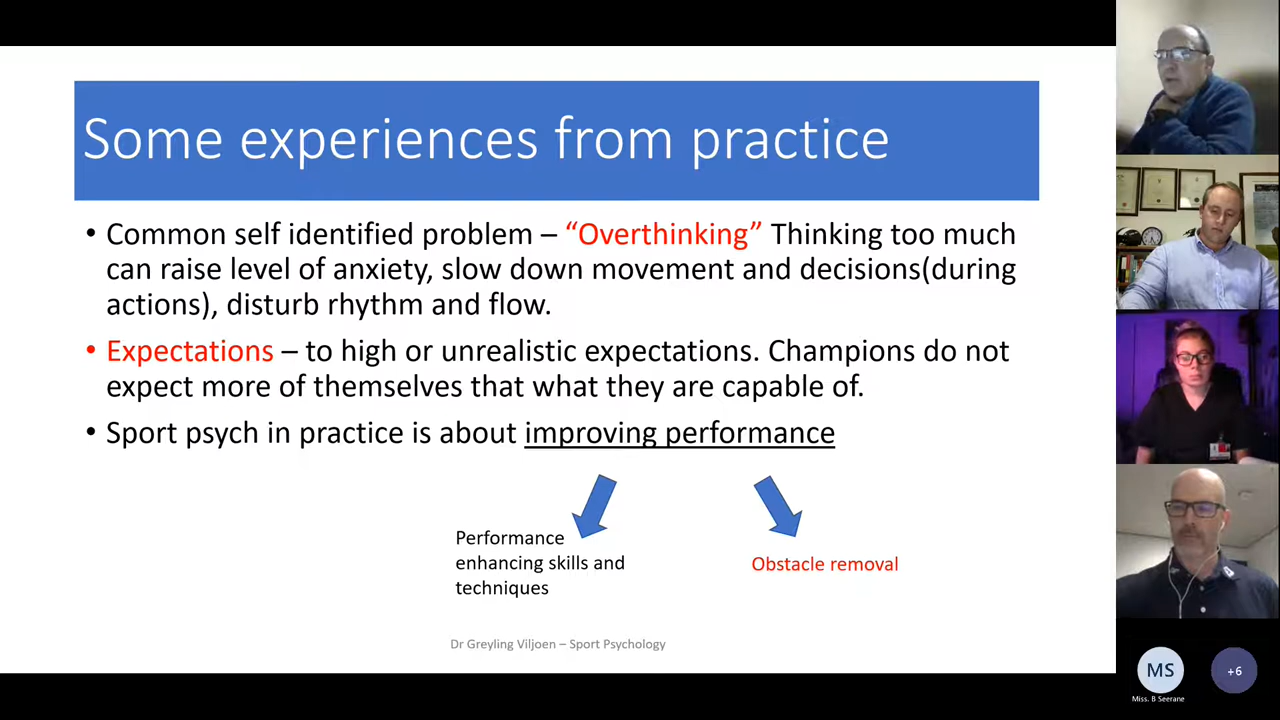 Some experiences from practice
• Common self identified problem – “Overthinking” Thinking too much
can raise level of anxiety, slow down movement and decisions(during
actions), disturb rhythm and flow.
• Expectations – to high or unrealistic expectations. Champions do not
expect more of themselves that what they are capable of.
• Sport psych in practice is about improving performance
Performance
enhancing skills and
techniques
Obstacle removal
Dr Greyling Viljoen – Sport Psychology
MS
+6
Miss. B Seerane